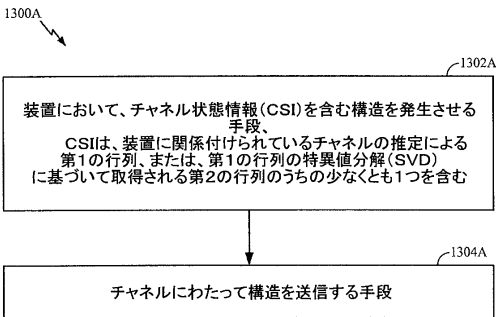 1300A
1302A
装置において、チャネル状態情報(CSI)を含む構造を発生させる
手段、
CSIは、装置に関係付けられているチャネルの推定による
第1の行列、または、第1の行列の特異値分解(SVD)
に基づいて取得される第2の行列のうちの少なくとも1つを含む
1304A
チャネルにわたって構造を送信する手段